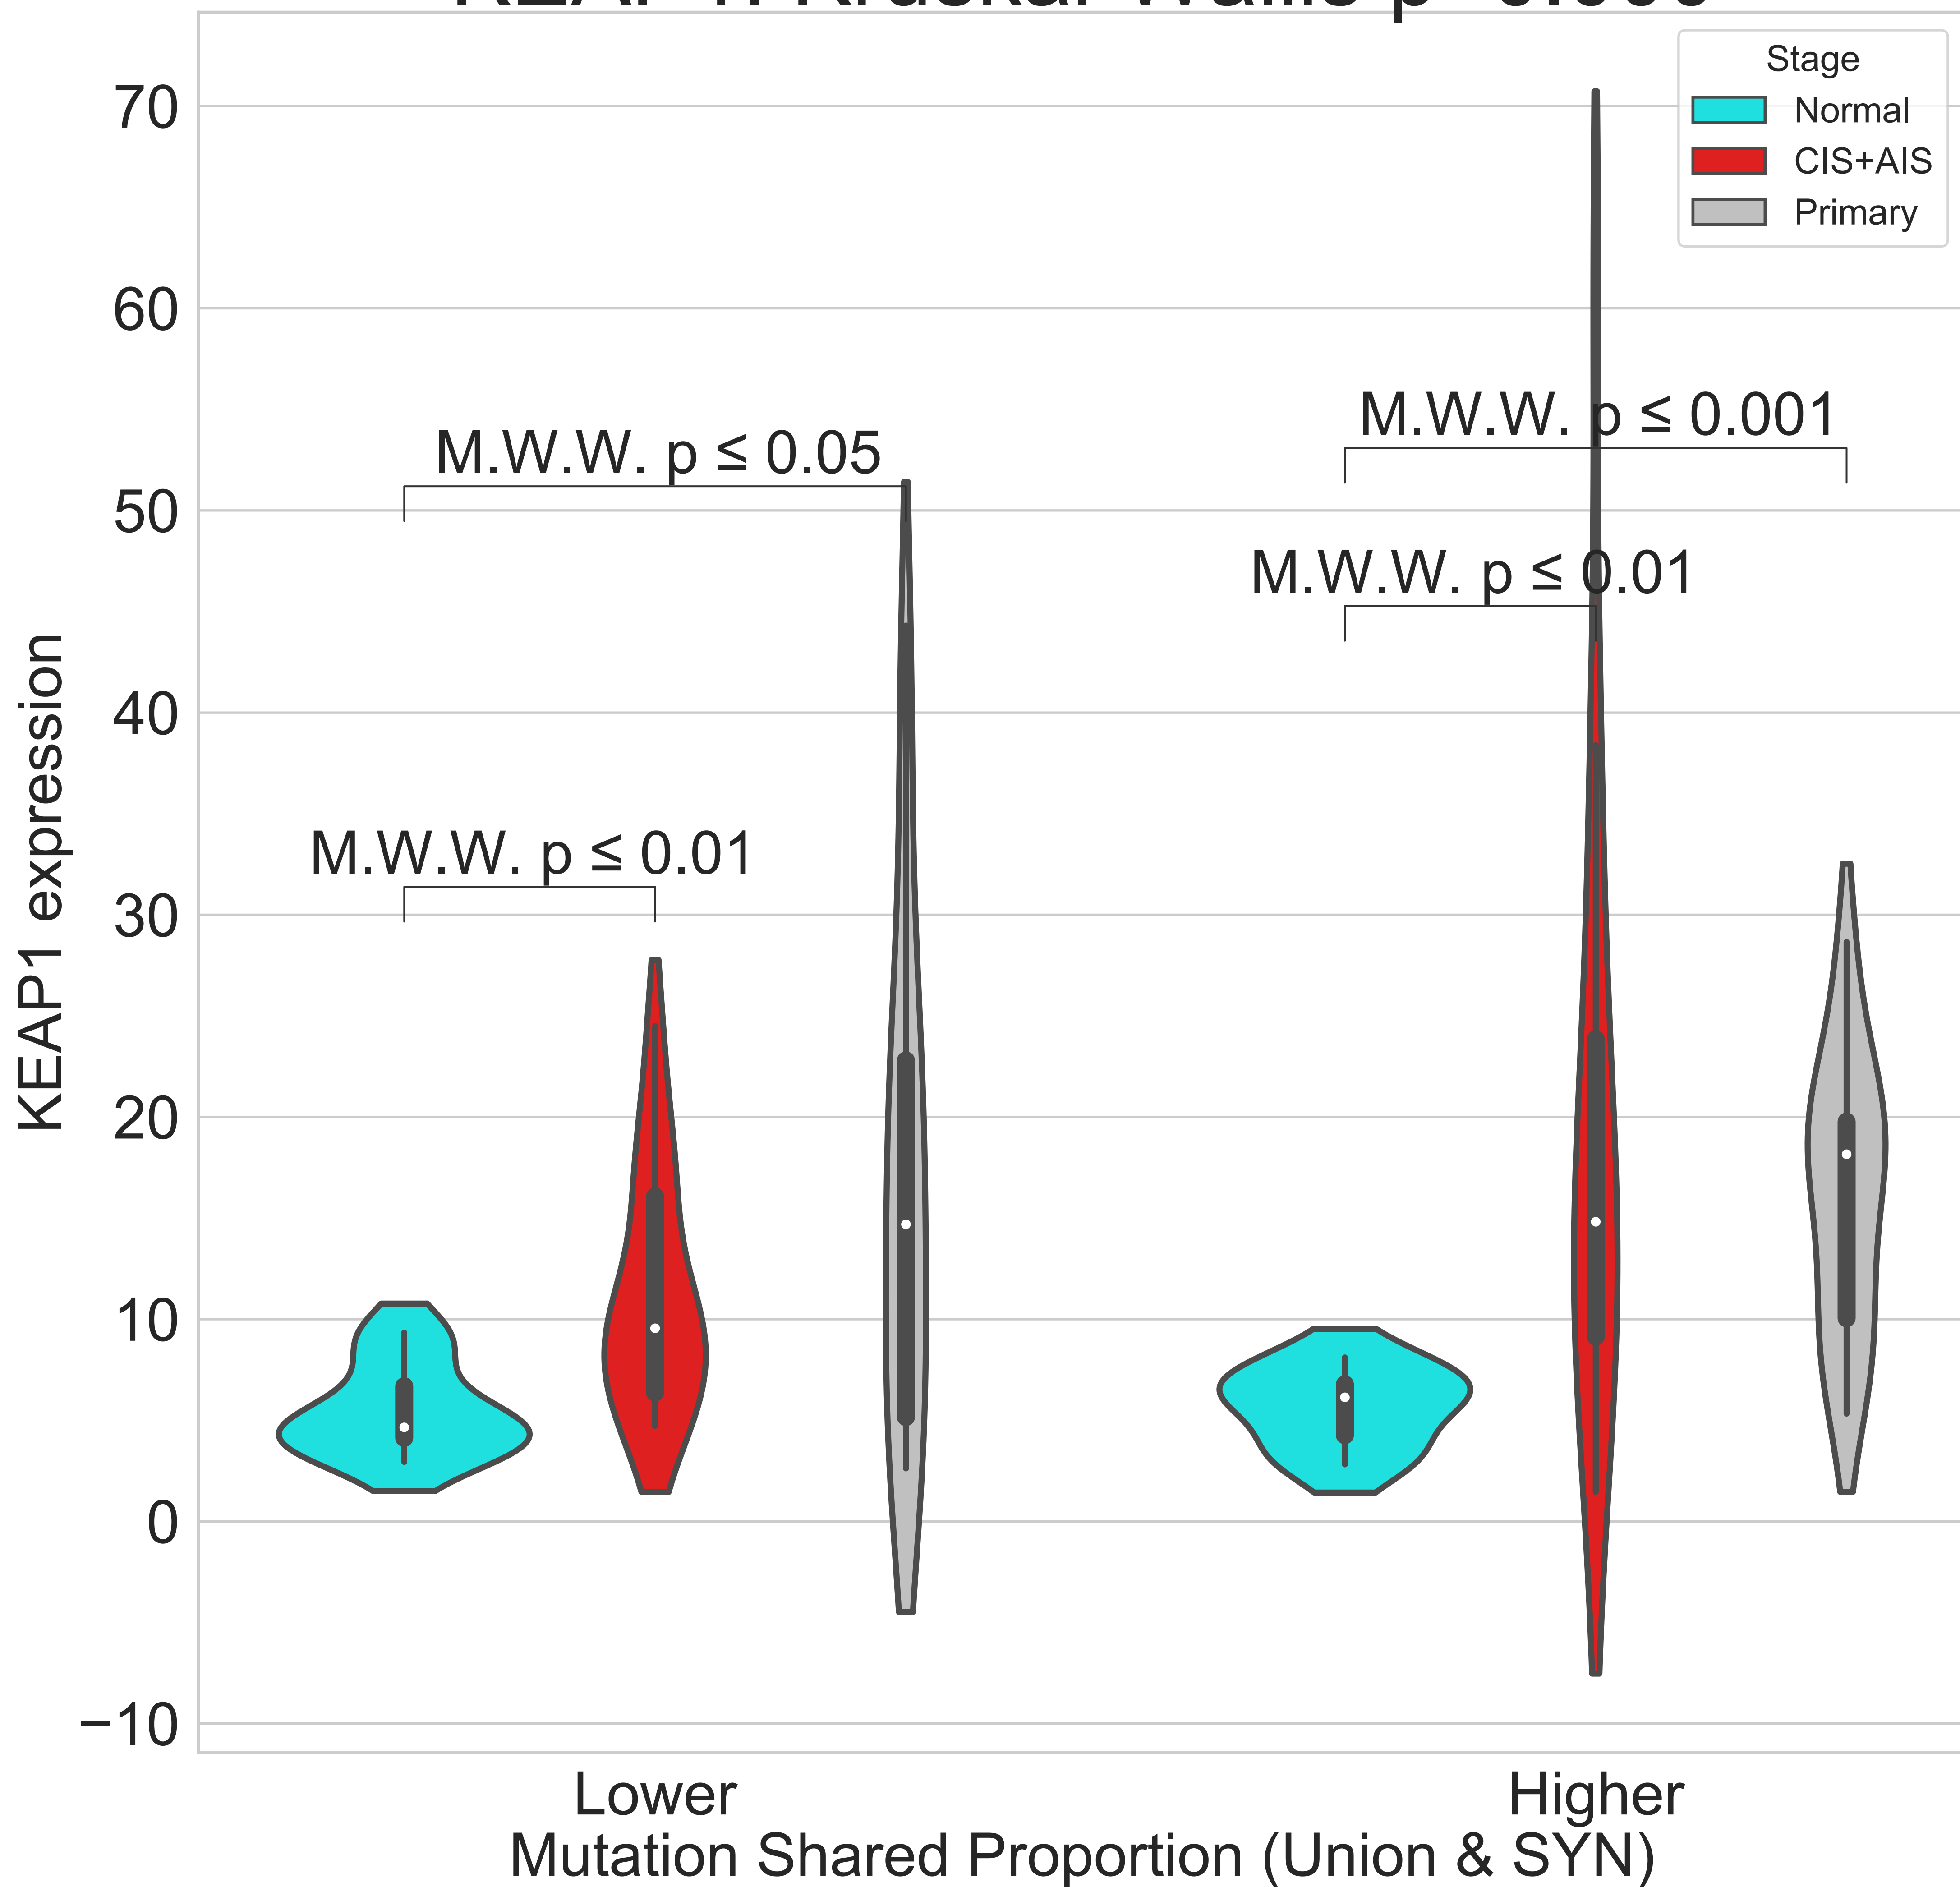 Stage
Normal
CIS+AIS
Primary
70
60
50
40
30
20
10
0
−10
KEAP1 expression
M.W.W. p ≤ 0.001
M.W.W. p ≤ 0.05
M.W.W. p ≤ 0.01
M.W.W. p ≤ 0.01
Lower
Higher
Mutation Shared Proportion (Union & SYN)